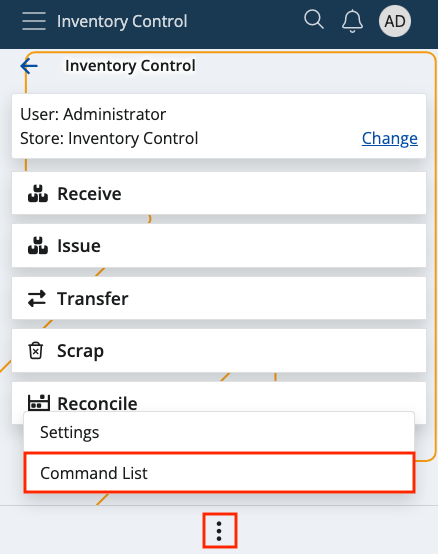 Inventory Control
AD
Inventory Control
User: Administrator
Store: Inventory Control
Change
Receive
Issue
Transfer
Scrap
Reconcile
Settings
Command List